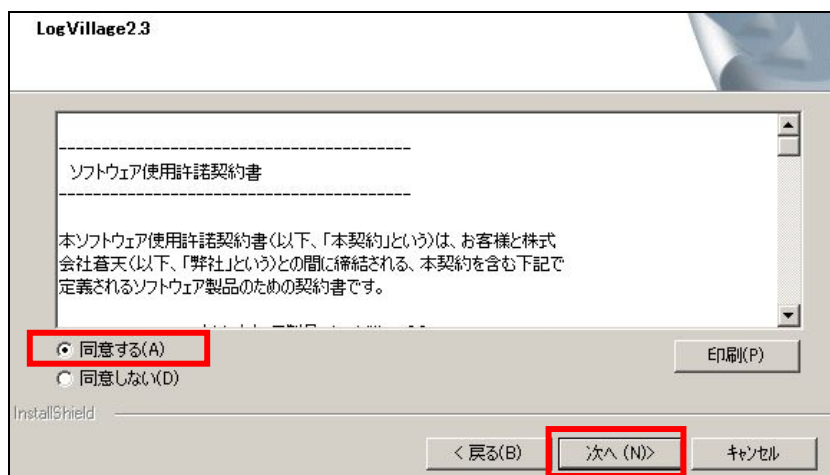 LogVillage2.3
----------------------------------------
ソフトウェア使用許諾契約書
----------------------------------------
本ソフトウェア使用許諾契約書(以下、「本契約」という)は、お客様と株式
会社蒼天(以下、「弊社」という)との間に締結される、本契約を含む下記で
定義されるソフトウェア製品のための契約書です。
同意する(A)
印刷(P)
同意しない(D)
InstallShield
< 戻る(B)
次へ (N)>
キャンセル